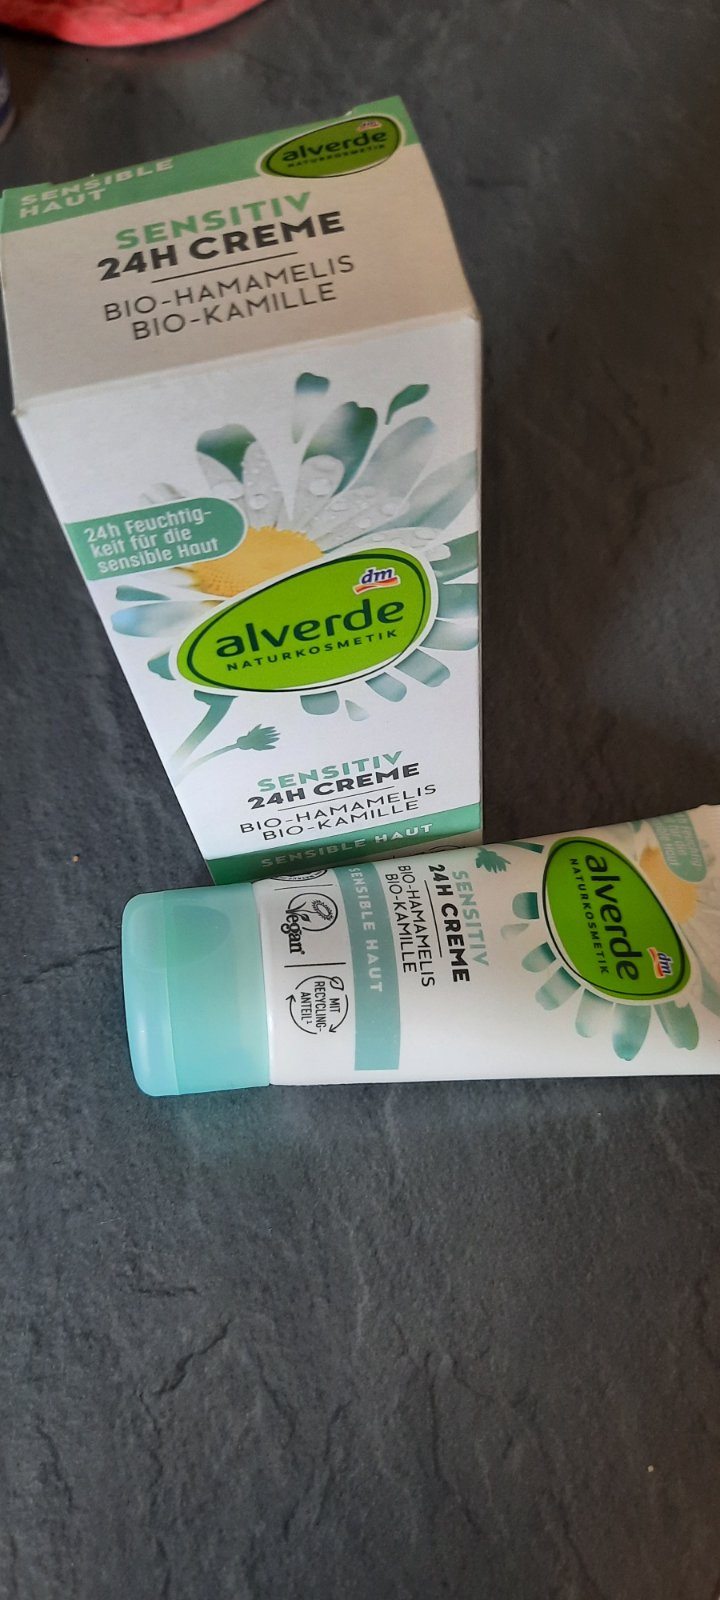 SENSIBLE
HAUT
dm
alverde
NATURKOSMETIK
SENSITIV
24H CREME
BIO-HAMAMELIS
BIO-KAMILLE
24h Feuchtig-
keit für die
sensible Haut
dm
alverde
NATURKOSMETIK
SENSITIV
24H CREME
BIO-HAMAMELIS
BIO-KAMILLE
SENSIBLE HAUT
dm
alverde
NATURKOSMETIK
SENSITIV
24H CREME
BIO-HAMAMELIS
BIO-KAMILLE
SENSIBLE HAUT
Vegan
MIT
RECYCLING-
ANTEIL¹